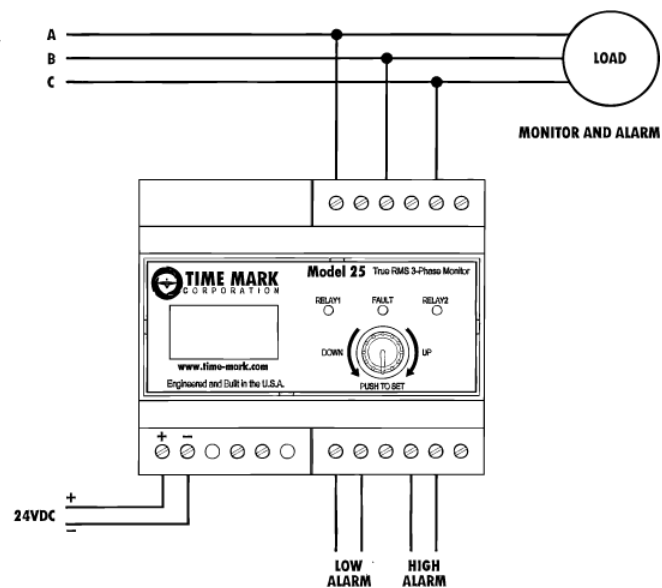 A
B
C
LOAD
MONITOR AND ALARM
TIME MARK
CORPORATION
Model 25 True RMS 3-Phase Monitor
RELAY1 FAULT RELAY2
DOWN UP
www.time-mark.com
PUSH TO SET
Engineered and Built in the U.S.A.
+ −
24VDC
+
−
LOW ALARM
HIGH ALARM